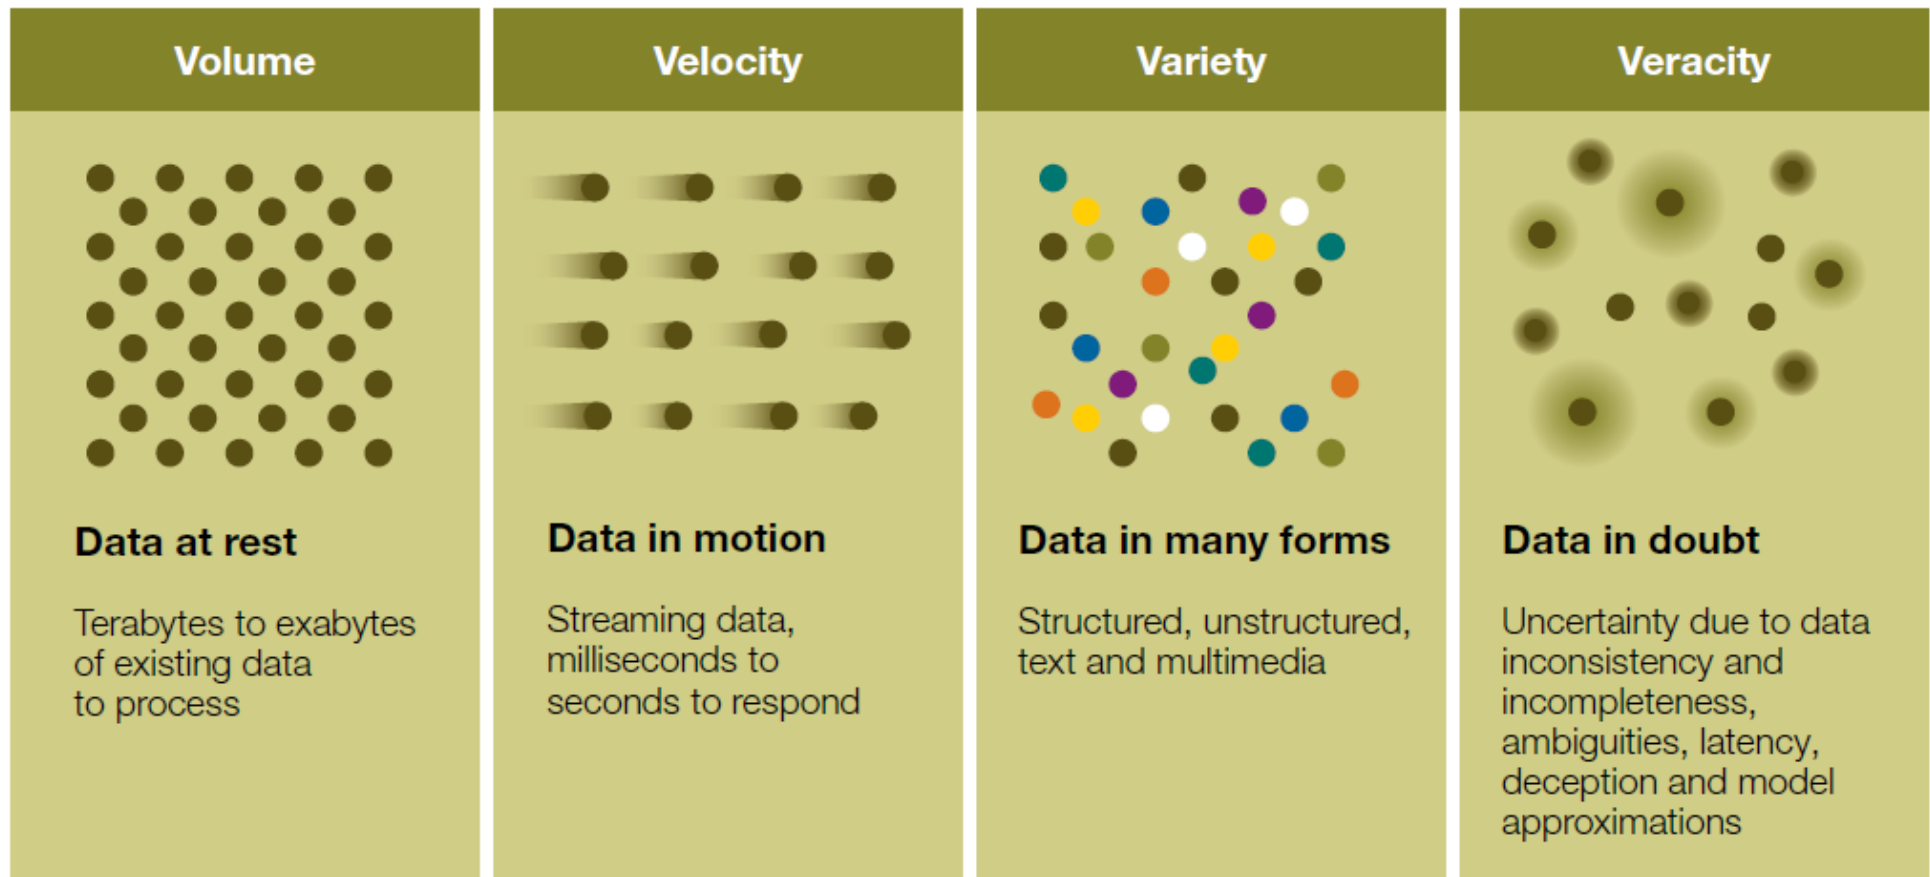 Volume
Data at rest
Terabytes to exabytes
of existing data
to process
Velocity
Data in motion
Streaming data,
milliseconds to
seconds to respond
Variety
Data in many forms
Structured, unstructured,
text and multimedia
Veracity
Data in doubt
Uncertainty due to data
inconsistency and
incompleteness,
ambiguities, latency,
deception and model
approximations